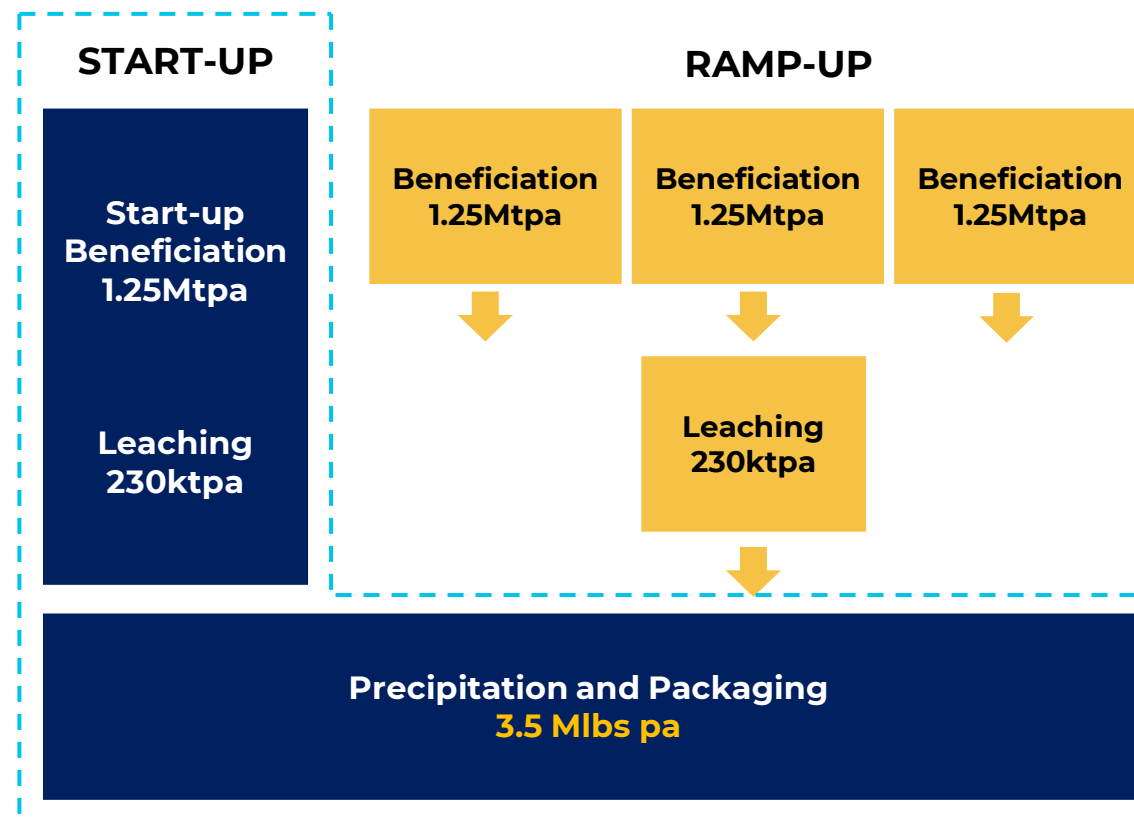 START-UP
RAMP-UP
Start-up
Beneficiation
1.25Mtpa
Leaching
230ktpa
Beneficiation
1.25Mtpa
Beneficiation
1.25Mtpa
Beneficiation
1.25Mtpa
Leaching
230ktpa
Precipitation and Packaging
3.5 Mlbs pa